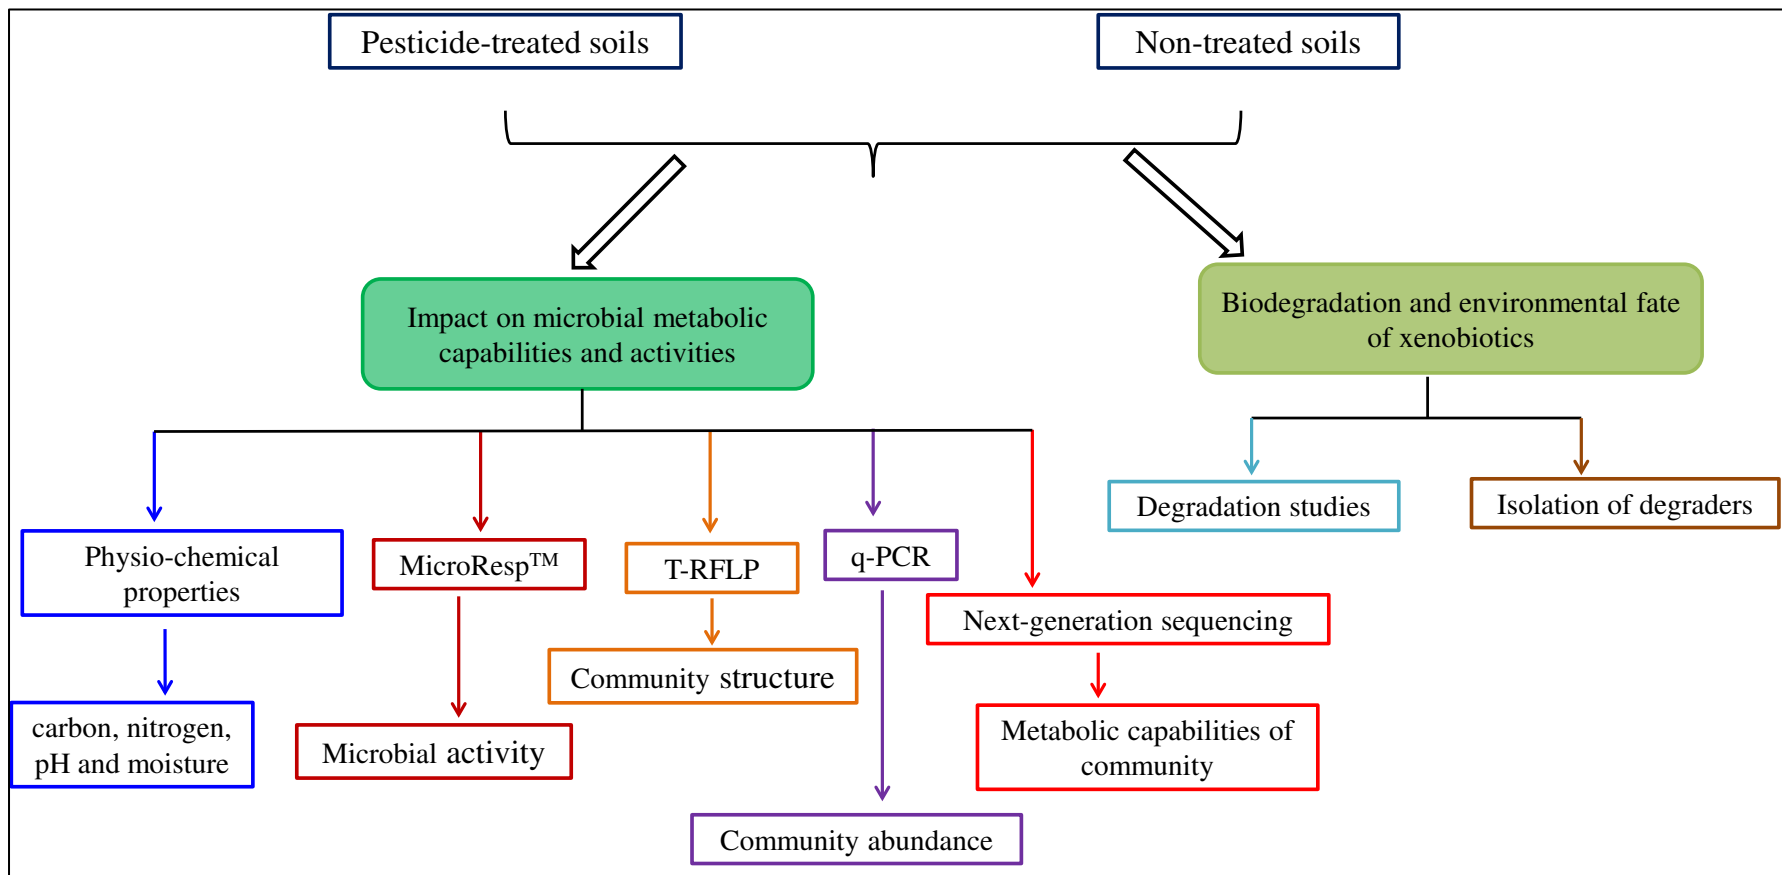 Pesticide-treated soils
Non-treated soils
Impact on microbial metabolic
capabilities and activities
Biodegradation and environmental fate
of xenobiotics
Degradation studies
Isolation of degraders
Physio-chemical
properties
MicroResp™
T-RFLP
q-PCR
Next-generation sequencing
Community structure
carbon, nitrogen,
pH and moisture
Microbial activity
Metabolic capabilities of
community
Community abundance